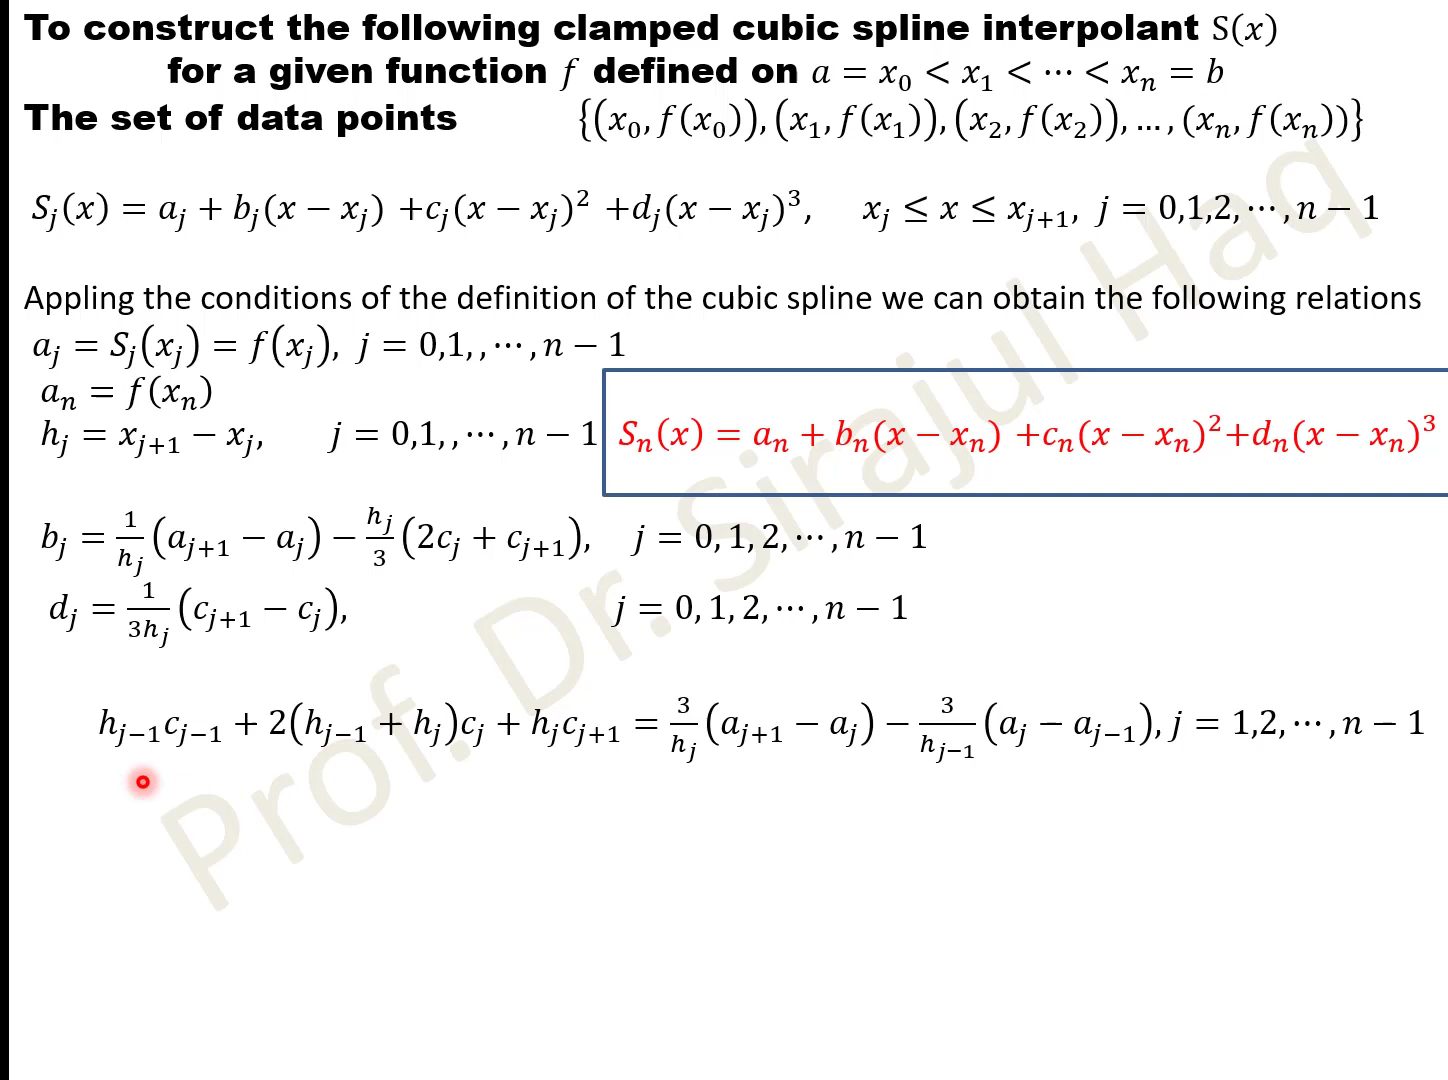 To construct the following clamped cubic spline interpolant S(x)
for a given function f defined on a = x₀ < x₁ < ⋯ < xₙ = b
The set of data points {(x₀, f(x₀)), (x₁, f(x₁)), (x₂, f(x₂)), … , (xₙ, f(xₙ))}
Sⱼ(x) = aⱼ + bⱼ(x − xⱼ) +cⱼ(x − xⱼ)² +dⱼ(x − xⱼ)³, xⱼ ≤ x ≤ xⱼ₊₁, j = 0,1,2, ⋯ , n − 1
Appling the conditions of the definition of the cubic spline we can obtain the following relations
aⱼ = Sⱼ(xⱼ) = f(xⱼ), j = 0,1, , ⋯ , n − 1
aₙ = f(xₙ)
hⱼ = xⱼ₊₁ − xⱼ, j = 0,1, , ⋯ , n − 1 Sₙ(x) = aₙ + bₙ(x − xₙ) +cₙ(x − xₙ)²+dₙ(x − xₙ)³
bⱼ = 1/hⱼ (aⱼ₊₁ − aⱼ) − hⱼ/3 (2cⱼ + cⱼ₊₁), j = 0, 1, 2, ⋯ , n − 1
dⱼ = 1/3hⱼ (cⱼ₊₁ − cⱼ), j = 0, 1, 2, ⋯ , n − 1
hⱼ₋₁cⱼ₋₁ + 2(hⱼ₋₁ + hⱼ)cⱼ + hⱼcⱼ₊₁ = 3/hⱼ (aⱼ₊₁ − aⱼ) − 3/hⱼ₋₁ (aⱼ − aⱼ₋₁), j = 1,2, ⋯ , n − 1
Prof. Dr. Sirajul Haq